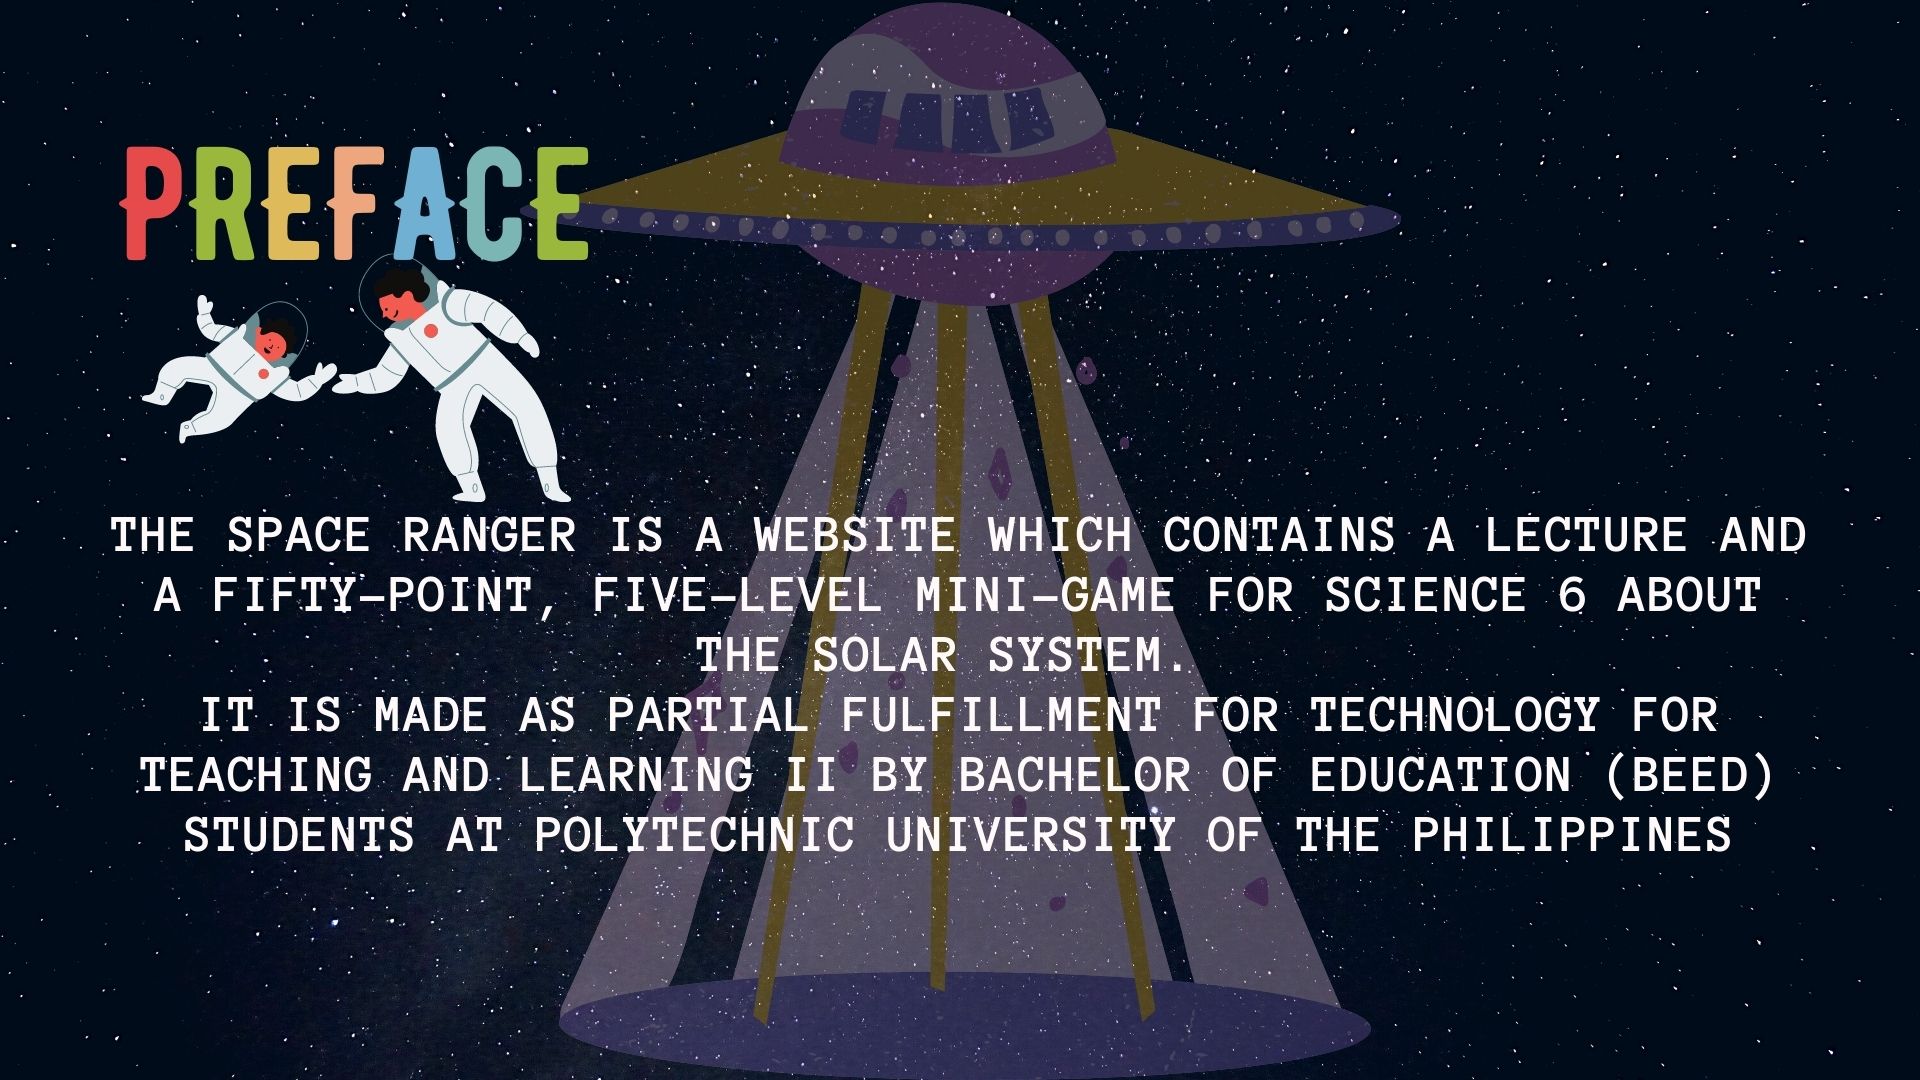 PREFACE
THE SPACE RANGER IS A WEBSITE WHICH CONTAINS A LECTURE AND
A FIFTY-POINT, FIVE-LEVEL MINI-GAME FOR SCIENCE 6 ABOUT
THE SOLAR SYSTEM.
IT IS MADE AS PARTIAL FULFILLMENT FOR TECHNOLOGY FOR
TEACHING AND LEARNING II BY BACHELOR OF EDUCATION (BEED)
STUDENTS AT POLYTECHNIC UNIVERSITY OF THE PHILIPPINES